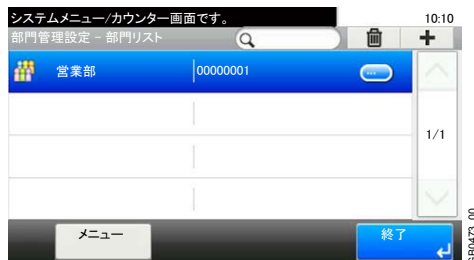 システムメニュー/カウンター画面です。
10:10
部門管理設定 - 部門リスト
営業部
00000001
1/1
メニュー
終了
GB0473_00